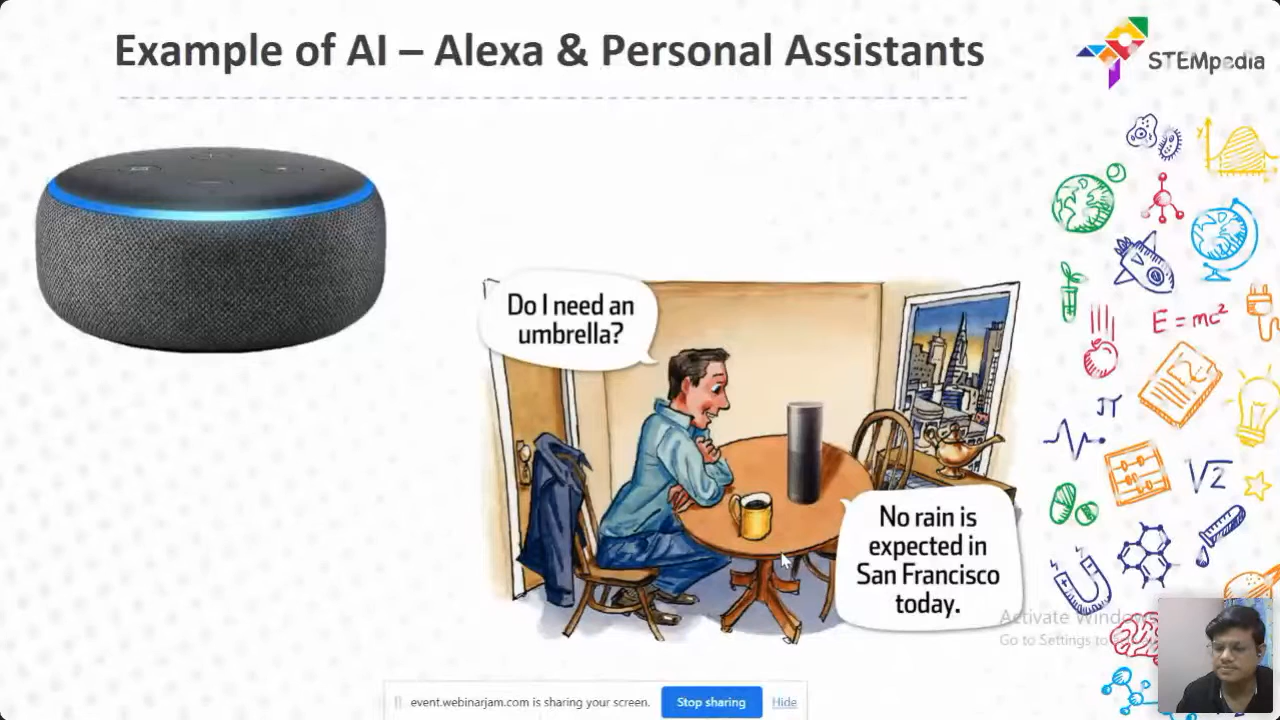 Example of AI – Alexa & Personal Assistants
STEMpedia
Do I need an
umbrella?
No rain is
expected in
San Francisco
today.
y
E = mc²
π
√2
Activate Windows
Go to Settings to
event.webinarjam.com is sharing your screen.
Stop sharing
Hide